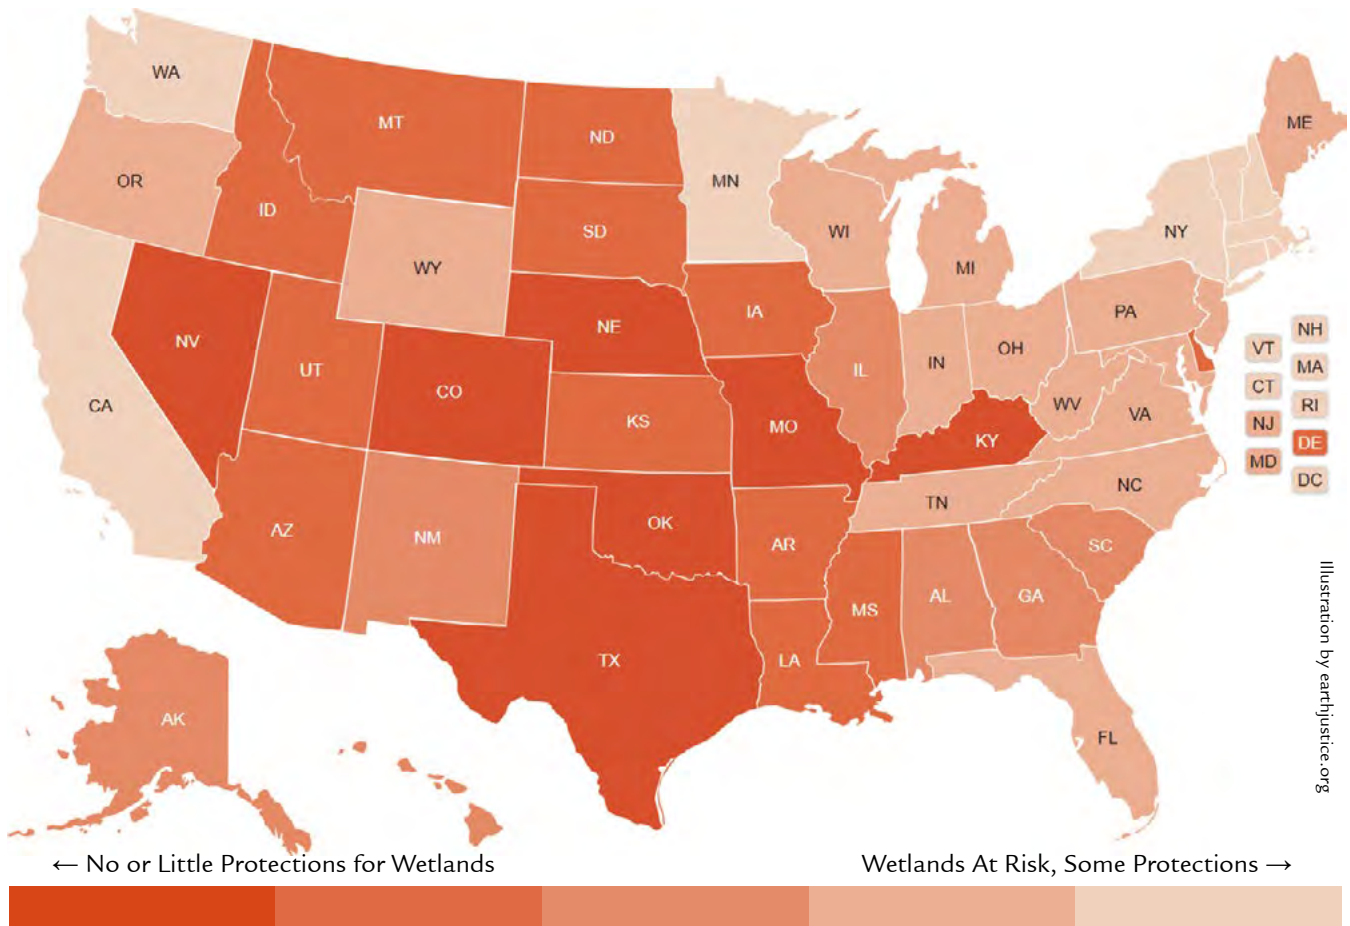 WA
MT
ND
MN
OR
ID
SD
WI
MI
NY
ME
WY
NV
UT
CO
NE
IA
IL
IN
OH
PA
CA
KS
MO
KY
WV
VA
AZ
NM
OK
AR
TN
NC
TX
LA
MS
AL
GA
SC
FL
AK
NH
VT
MA
CT
RI
NJ
DE
MD
DC
Illustration by earthjustice.org
← No or Little Protections for Wetlands
Wetlands At Risk, Some Protections →